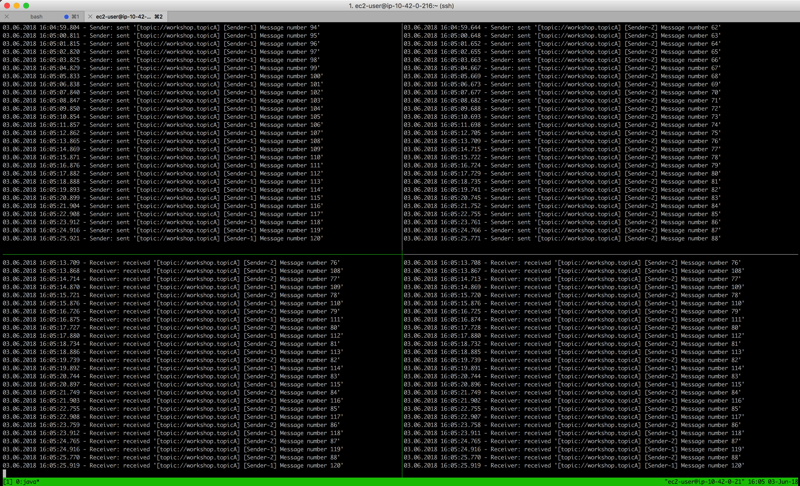 1. ec2-user@ip-10-42-0-216:~ (ssh)
bash ⌘1
ec2-user@ip-10-42-... ⌘2
03.06.2018 16:04:59.804 - Sender: sent '[topic://workshop.topicA] [Sender-1] Message number 94'
03.06.2018 16:05:00.811 - Sender: sent '[topic://workshop.topicA] [Sender-1] Message number 95'
03.06.2018 16:05:01.815 - Sender: sent '[topic://workshop.topicA] [Sender-1] Message number 96'
03.06.2018 16:05:02.820 - Sender: sent '[topic://workshop.topicA] [Sender-1] Message number 97'
03.06.2018 16:05:03.825 - Sender: sent '[topic://workshop.topicA] [Sender-1] Message number 98'
03.06.2018 16:05:04.829 - Sender: sent '[topic://workshop.topicA] [Sender-1] Message number 99'
03.06.2018 16:05:05.833 - Sender: sent '[topic://workshop.topicA] [Sender-1] Message number 100'
03.06.2018 16:05:06.838 - Sender: sent '[topic://workshop.topicA] [Sender-1] Message number 101'
03.06.2018 16:05:07.840 - Sender: sent '[topic://workshop.topicA] [Sender-1] Message number 102'
03.06.2018 16:05:08.847 - Sender: sent '[topic://workshop.topicA] [Sender-1] Message number 103'
03.06.2018 16:05:09.850 - Sender: sent '[topic://workshop.topicA] [Sender-1] Message number 104'
03.06.2018 16:05:10.854 - Sender: sent '[topic://workshop.topicA] [Sender-1] Message number 105'
03.06.2018 16:05:11.857 - Sender: sent '[topic://workshop.topicA] [Sender-1] Message number 106'
03.06.2018 16:05:12.862 - Sender: sent '[topic://workshop.topicA] [Sender-1] Message number 107'
03.06.2018 16:05:13.865 - Sender: sent '[topic://workshop.topicA] [Sender-1] Message number 108'
03.06.2018 16:05:14.869 - Sender: sent '[topic://workshop.topicA] [Sender-1] Message number 109'
03.06.2018 16:05:15.871 - Sender: sent '[topic://workshop.topicA] [Sender-1] Message number 110'
03.06.2018 16:05:16.876 - Sender: sent '[topic://workshop.topicA] [Sender-1] Message number 111'
03.06.2018 16:05:17.882 - Sender: sent '[topic://workshop.topicA] [Sender-1] Message number 112'
03.06.2018 16:05:18.888 - Sender: sent '[topic://workshop.topicA] [Sender-1] Message number 113'
03.06.2018 16:05:19.893 - Sender: sent '[topic://workshop.topicA] [Sender-1] Message number 114'
03.06.2018 16:05:20.899 - Sender: sent '[topic://workshop.topicA] [Sender-1] Message number 115'
03.06.2018 16:05:21.904 - Sender: sent '[topic://workshop.topicA] [Sender-1] Message number 116'
03.06.2018 16:05:22.908 - Sender: sent '[topic://workshop.topicA] [Sender-1] Message number 117'
03.06.2018 16:05:23.912 - Sender: sent '[topic://workshop.topicA] [Sender-1] Message number 118'
03.06.2018 16:05:24.916 - Sender: sent '[topic://workshop.topicA] [Sender-1] Message number 119'
03.06.2018 16:05:25.921 - Sender: sent '[topic://workshop.topicA] [Sender-1] Message number 120'
03.06.2018 16:04:59.644 - Sender: sent '[topic://workshop.topicA] [Sender-2] Message number 62'
03.06.2018 16:05:00.648 - Sender: sent '[topic://workshop.topicA] [Sender-2] Message number 63'
03.06.2018 16:05:01.652 - Sender: sent '[topic://workshop.topicA] [Sender-2] Message number 64'
03.06.2018 16:05:02.655 - Sender: sent '[topic://workshop.topicA] [Sender-2] Message number 65'
03.06.2018 16:05:03.663 - Sender: sent '[topic://workshop.topicA] [Sender-2] Message number 66'
03.06.2018 16:05:04.667 - Sender: sent '[topic://workshop.topicA] [Sender-2] Message number 67'
03.06.2018 16:05:05.669 - Sender: sent '[topic://workshop.topicA] [Sender-2] Message number 68'
03.06.2018 16:05:06.673 - Sender: sent '[topic://workshop.topicA] [Sender-2] Message number 69'
03.06.2018 16:05:07.677 - Sender: sent '[topic://workshop.topicA] [Sender-2] Message number 70'
03.06.2018 16:05:08.682 - Sender: sent '[topic://workshop.topicA] [Sender-2] Message number 71'
03.06.2018 16:05:09.688 - Sender: sent '[topic://workshop.topicA] [Sender-2] Message number 72'
03.06.2018 16:05:10.693 - Sender: sent '[topic://workshop.topicA] [Sender-2] Message number 73'
03.06.2018 16:05:11.698 - Sender: sent '[topic://workshop.topicA] [Sender-2] Message number 74'
03.06.2018 16:05:12.705 - Sender: sent '[topic://workshop.topicA] [Sender-2] Message number 75'
03.06.2018 16:05:13.709 - Sender: sent '[topic://workshop.topicA] [Sender-2] Message number 76'
03.06.2018 16:05:14.715 - Sender: sent '[topic://workshop.topicA] [Sender-2] Message number 77'
03.06.2018 16:05:15.722 - Sender: sent '[topic://workshop.topicA] [Sender-2] Message number 78'
03.06.2018 16:05:16.724 - Sender: sent '[topic://workshop.topicA] [Sender-2] Message number 79'
03.06.2018 16:05:17.729 - Sender: sent '[topic://workshop.topicA] [Sender-2] Message number 80'
03.06.2018 16:05:18.735 - Sender: sent '[topic://workshop.topicA] [Sender-2] Message number 81'
03.06.2018 16:05:19.741 - Sender: sent '[topic://workshop.topicA] [Sender-2] Message number 82'
03.06.2018 16:05:20.745 - Sender: sent '[topic://workshop.topicA] [Sender-2] Message number 83'
03.06.2018 16:05:21.752 - Sender: sent '[topic://workshop.topicA] [Sender-2] Message number 84'
03.06.2018 16:05:22.755 - Sender: sent '[topic://workshop.topicA] [Sender-2] Message number 85'
03.06.2018 16:05:23.761 - Sender: sent '[topic://workshop.topicA] [Sender-2] Message number 86'
03.06.2018 16:05:24.766 - Sender: sent '[topic://workshop.topicA] [Sender-2] Message number 87'
03.06.2018 16:05:25.771 - Sender: sent '[topic://workshop.topicA] [Sender-2] Message number 88'
03.06.2018 16:05:13.709 - Receiver: received '[topic://workshop.topicA] [Sender-2] Message number 76'
03.06.2018 16:05:13.868 - Receiver: received '[topic://workshop.topicA] [Sender-1] Message number 108'
03.06.2018 16:05:14.714 - Receiver: received '[topic://workshop.topicA] [Sender-2] Message number 77'
03.06.2018 16:05:14.870 - Receiver: received '[topic://workshop.topicA] [Sender-1] Message number 109'
03.06.2018 16:05:15.721 - Receiver: received '[topic://workshop.topicA] [Sender-2] Message number 78'
03.06.2018 16:05:15.876 - Receiver: received '[topic://workshop.topicA] [Sender-1] Message number 110'
03.06.2018 16:05:16.726 - Receiver: received '[topic://workshop.topicA] [Sender-2] Message number 79'
03.06.2018 16:05:16.875 - Receiver: received '[topic://workshop.topicA] [Sender-1] Message number 111'
03.06.2018 16:05:17.727 - Receiver: received '[topic://workshop.topicA] [Sender-2] Message number 80'
03.06.2018 16:05:17.880 - Receiver: received '[topic://workshop.topicA] [Sender-1] Message number 112'
03.06.2018 16:05:18.734 - Receiver: received '[topic://workshop.topicA] [Sender-2] Message number 81'
03.06.2018 16:05:18.886 - Receiver: received '[topic://workshop.topicA] [Sender-1] Message number 113'
03.06.2018 16:05:19.739 - Receiver: received '[topic://workshop.topicA] [Sender-2] Message number 82'
03.06.2018 16:05:19.892 - Receiver: received '[topic://workshop.topicA] [Sender-1] Message number 114'
03.06.2018 16:05:20.744 - Receiver: received '[topic://workshop.topicA] [Sender-2] Message number 83'
03.06.2018 16:05:20.897 - Receiver: received '[topic://workshop.topicA] [Sender-1] Message number 115'
03.06.2018 16:05:21.749 - Receiver: received '[topic://workshop.topicA] [Sender-2] Message number 84'
03.06.2018 16:05:21.903 - Receiver: received '[topic://workshop.topicA] [Sender-1] Message number 116'
03.06.2018 16:05:22.755 - Receiver: received '[topic://workshop.topicA] [Sender-2] Message number 85'
03.06.2018 16:05:22.908 - Receiver: received '[topic://workshop.topicA] [Sender-1] Message number 117'
03.06.2018 16:05:23.759 - Receiver: received '[topic://workshop.topicA] [Sender-2] Message number 86'
03.06.2018 16:05:23.912 - Receiver: received '[topic://workshop.topicA] [Sender-1] Message number 118'
03.06.2018 16:05:24.765 - Receiver: received '[topic://workshop.topicA] [Sender-2] Message number 87'
03.06.2018 16:05:24.916 - Receiver: received '[topic://workshop.topicA] [Sender-1] Message number 119'
03.06.2018 16:05:25.770 - Receiver: received '[topic://workshop.topicA] [Sender-2] Message number 88'
03.06.2018 16:05:25.919 - Receiver: received '[topic://workshop.topicA] [Sender-1] Message number 120'
03.06.2018 16:05:13.708 - Receiver: received '[topic://workshop.topicA] [Sender-2] Message number 76'
03.06.2018 16:05:13.867 - Receiver: received '[topic://workshop.topicA] [Sender-1] Message number 108'
03.06.2018 16:05:14.713 - Receiver: received '[topic://workshop.topicA] [Sender-2] Message number 77'
03.06.2018 16:05:14.869 - Receiver: received '[topic://workshop.topicA] [Sender-1] Message number 109'
03.06.2018 16:05:15.720 - Receiver: received '[topic://workshop.topicA] [Sender-2] Message number 78'
03.06.2018 16:05:15.876 - Receiver: received '[topic://workshop.topicA] [Sender-1] Message number 110'
03.06.2018 16:05:16.725 - Receiver: received '[topic://workshop.topicA] [Sender-2] Message number 79'
03.06.2018 16:05:16.874 - Receiver: received '[topic://workshop.topicA] [Sender-1] Message number 111'
03.06.2018 16:05:17.728 - Receiver: received '[topic://workshop.topicA] [Sender-2] Message number 80'
03.06.2018 16:05:17.880 - Receiver: received '[topic://workshop.topicA] [Sender-1] Message number 112'
03.06.2018 16:05:18.732 - Receiver: received '[topic://workshop.topicA] [Sender-2] Message number 81'
03.06.2018 16:05:18.885 - Receiver: received '[topic://workshop.topicA] [Sender-1] Message number 113'
03.06.2018 16:05:19.739 - Receiver: received '[topic://workshop.topicA] [Sender-2] Message number 82'
03.06.2018 16:05:19.891 - Receiver: received '[topic://workshop.topicA] [Sender-1] Message number 114'
03.06.2018 16:05:20.744 - Receiver: received '[topic://workshop.topicA] [Sender-2] Message number 83'
03.06.2018 16:05:20.896 - Receiver: received '[topic://workshop.topicA] [Sender-1] Message number 115'
03.06.2018 16:05:21.749 - Receiver: received '[topic://workshop.topicA] [Sender-2] Message number 84'
03.06.2018 16:05:21.902 - Receiver: received '[topic://workshop.topicA] [Sender-1] Message number 116'
03.06.2018 16:05:22.755 - Receiver: received '[topic://workshop.topicA] [Sender-2] Message number 85'
03.06.2018 16:05:22.907 - Receiver: received '[topic://workshop.topicA] [Sender-1] Message number 117'
03.06.2018 16:05:23.758 - Receiver: received '[topic://workshop.topicA] [Sender-2] Message number 86'
03.06.2018 16:05:23.911 - Receiver: received '[topic://workshop.topicA] [Sender-1] Message number 118'
03.06.2018 16:05:24.765 - Receiver: received '[topic://workshop.topicA] [Sender-2] Message number 87'
03.06.2018 16:05:24.916 - Receiver: received '[topic://workshop.topicA] [Sender-1] Message number 119'
03.06.2018 16:05:25.770 - Receiver: received '[topic://workshop.topicA] [Sender-2] Message number 88'
03.06.2018 16:05:25.919 - Receiver: received '[topic://workshop.topicA] [Sender-1] Message number 120'
[1] 0:java* "ec2-user@ip-10-42-0-21" 16:05 03-Jun-18